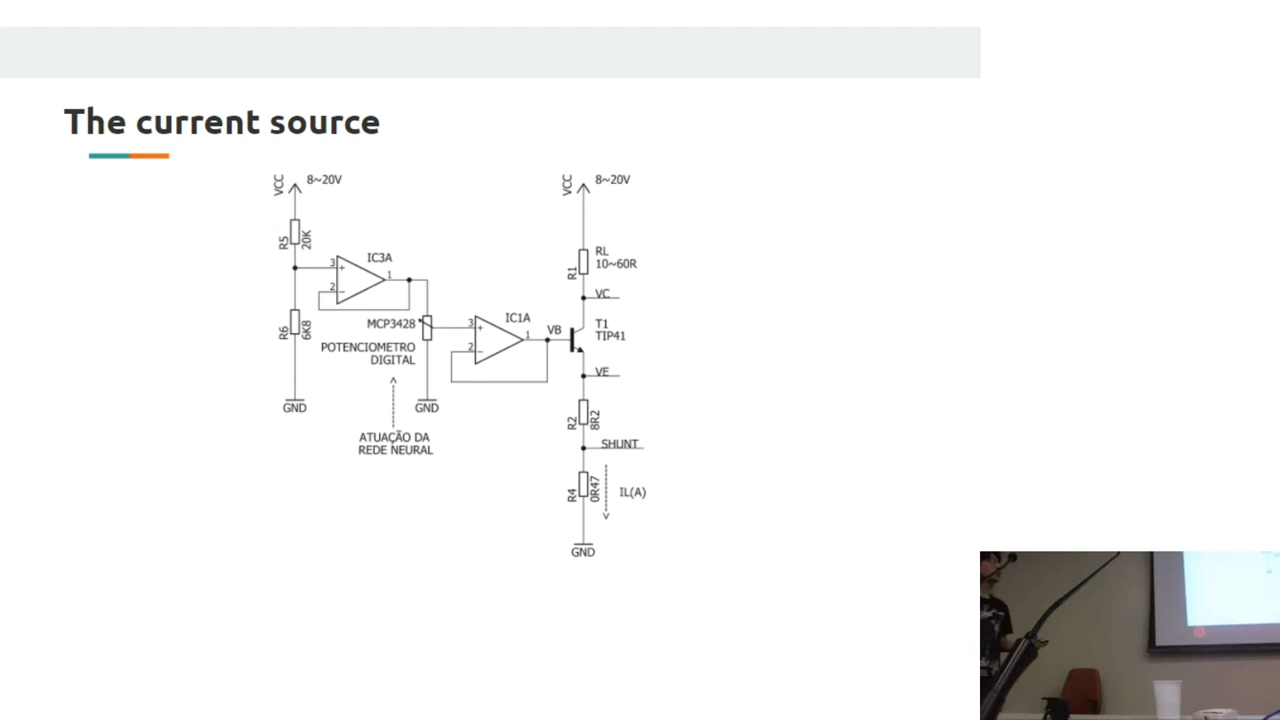 The current source
VCC
8~20V
R5
20K
3
2
1
IC3A
R6
6K8
GND
MCP3428
POTENCIOMETRO
DIGITAL
GND
ATUAÇÃO DA
REDE NEURAL
IC1A
3
2
1
VB
VCC
8~20V
R1
RL
10~60R
VC
T1
TIP41
VE
R2
8R2
SHUNT
R4
0R47
IL(A)
GND